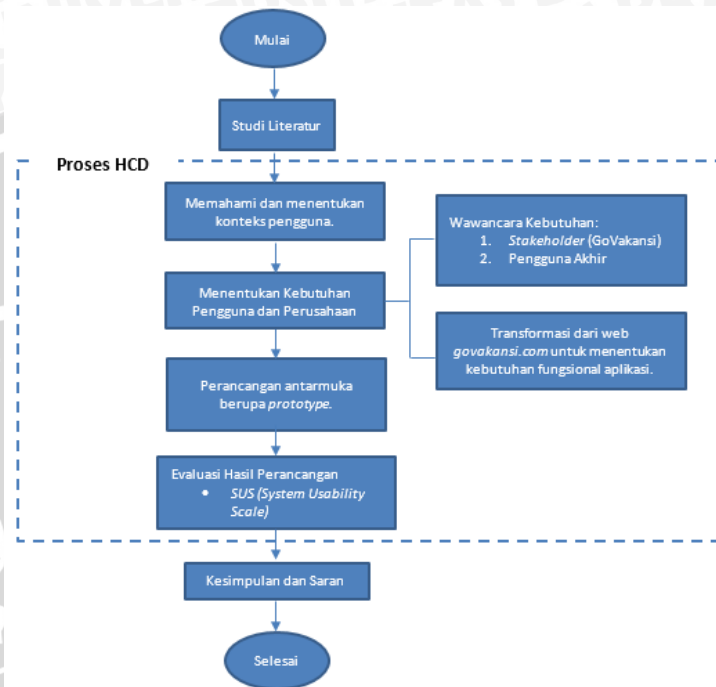 Mulai
Studi Literatur
Proses HCD
Memahami dan menentukan
konteks pengguna.
Menentukan Kebutuhan
Pengguna dan Perusahaan
Wawancara Kebutuhan:
1. Stakeholder (GoVakansi)
2. Pengguna Akhir
Transformasi dari web
govakansi.com untuk menentukan
kebutuhan fungsional aplikasi.
Perancangan antarmuka
berupa prototype.
Evaluasi Hasil Perancangan
• SUS (System Usability
Scale)
Kesimpulan dan Saran
Selesai